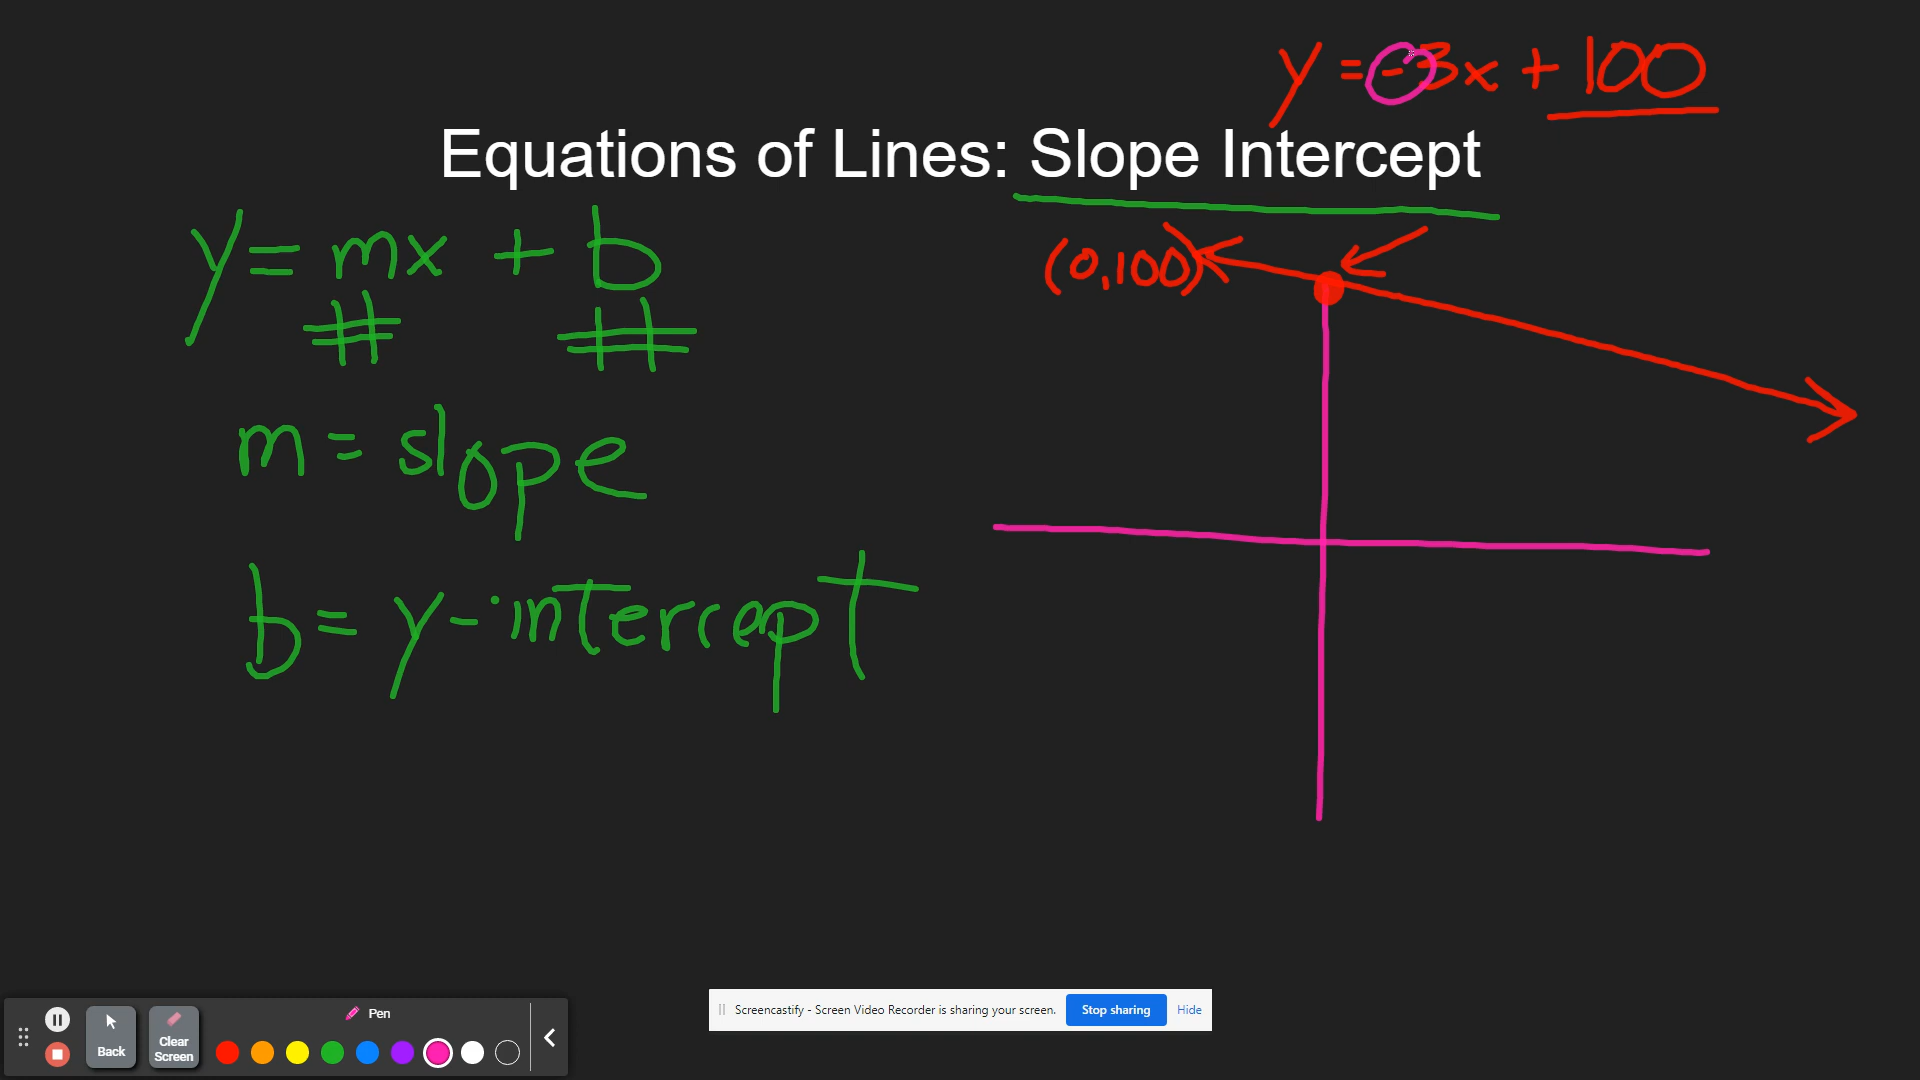 y = -3x + 100
Equations of Lines: Slope Intercept
y = mx + b
# #
(0,100)
m = slope
b = y-intercept
Pen
Back
Clear
Screen
Screencastify - Screen Video Recorder is sharing your screen.
Stop sharing
Hide